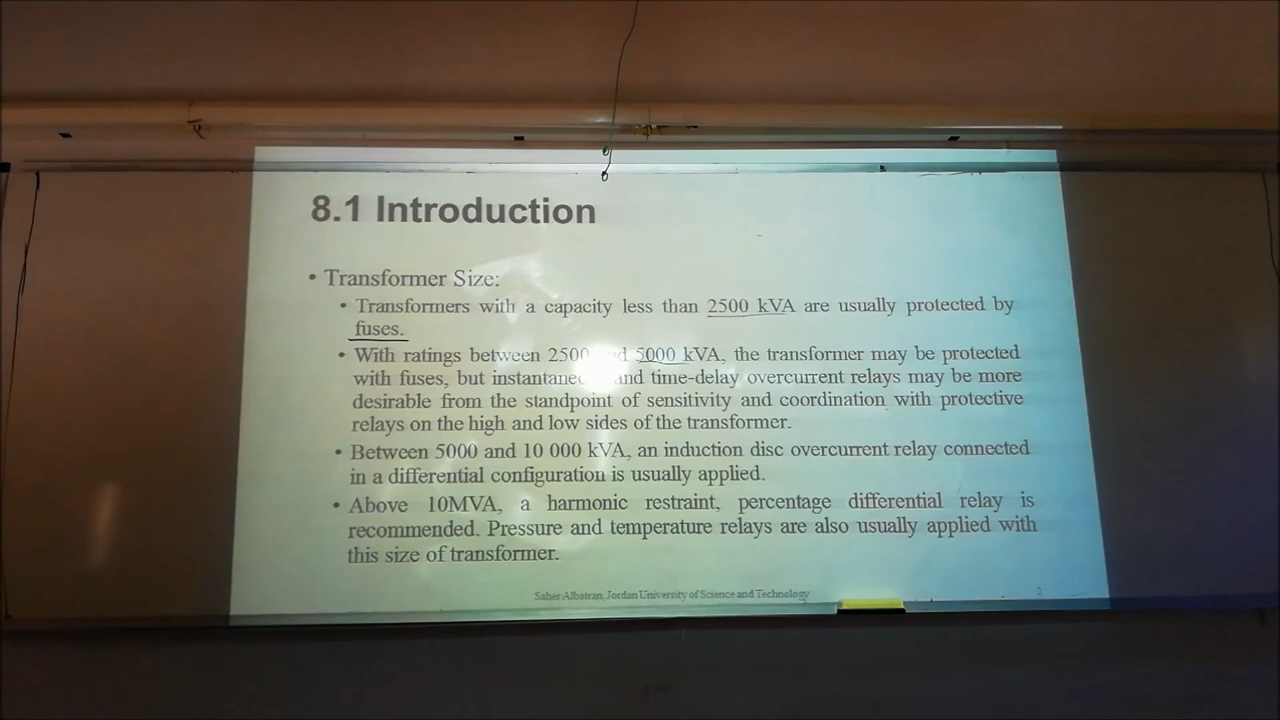 8.1 Introduction
• Transformer Size:
• Transformers with a capacity less than 2500 kVA are usually protected by
fuses.
• With ratings between 2500 5000 kVA, the transformer may be protected
with fuses, but and time-delay overcurrent relays may be more
desirable from the standpoint of sensitivity and coordination with protective
relays on the high and low sides of the transformer.
• Between 5000 and 10 000 kVA, an induction disc overcurrent relay connected
in a differential configuration is usually applied.
• Above 10MVA, a harmonic restraint, percentage differential relay is
recommended. Pressure and temperature relays are also usually applied with
this size of transformer.
Saher Albatran, Jordan University of Science and Technology 2